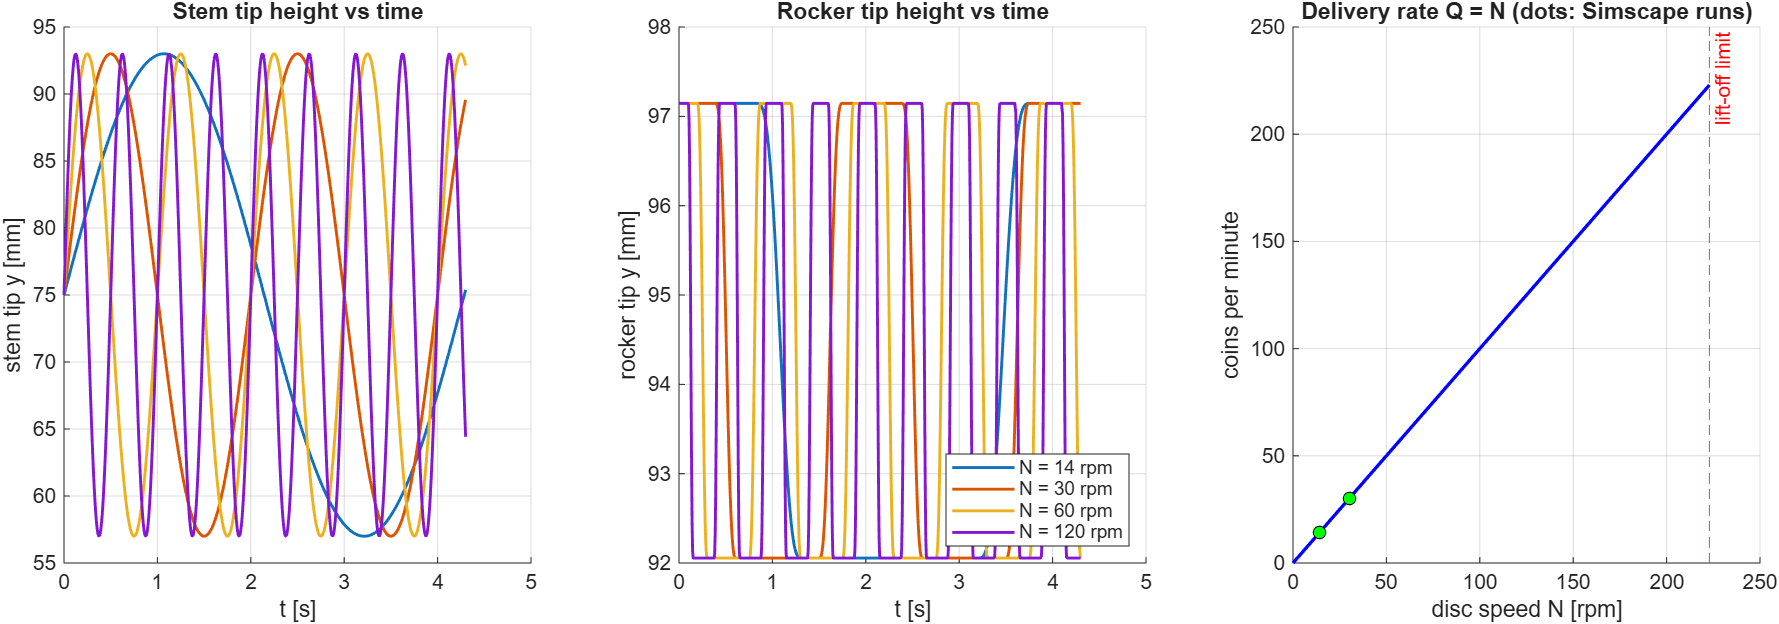 Stem tip height vs time
95
90
85
80
75
70
65
60
55
stem tip y [mm]
0 1 2 3 4 5
t [s]
Rocker tip height vs time
98
97
96
95
94
93
92
rocker tip y [mm]
N = 14 rpm
N = 30 rpm
N = 60 rpm
N = 120 rpm
0 1 2 3 4 5
t [s]
Delivery rate Q = N (dots: Simscape runs)
250
200
150
100
50
0
coins per minute
lift-off limit
0 50 100 150 200 250
disc speed N [rpm]